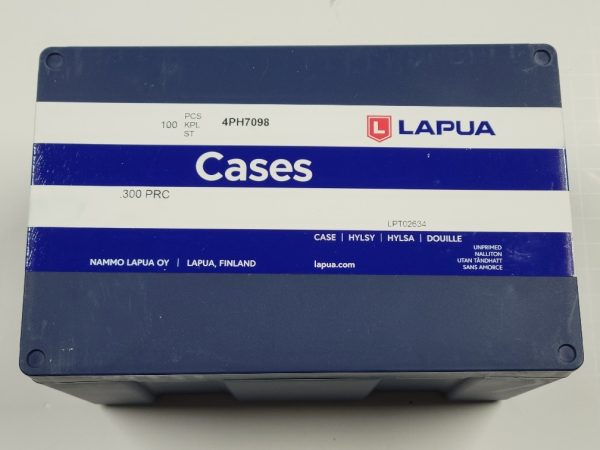 100 PCS KPL ST 4PH7098
L LAPUA
Cases
.300 PRC
LPT02634
CASE | HYLSY | HYLSA | DOUILLE
UNPRIMED
NALLITON
UTAN TÄNDHATT
SANS AMORCE
NAMMO LAPUA OY | LAPUA, FINLAND
lapua.com